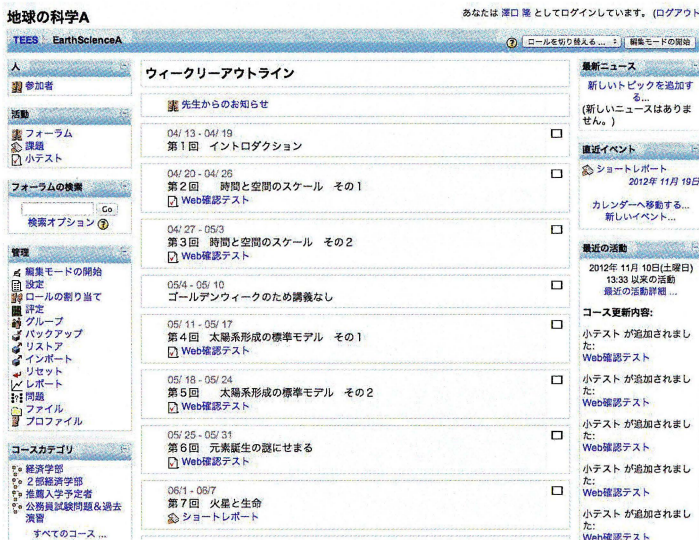 地球の科学A
あなたは 澤口 隆 としてログインしています。 (ログアウト
TEES EarthScienceA
ロールを切り替える ...
編集モードの開始
人
参加者
活動
フォーラム
課題
小テスト
フォーラムの検索
Go
検索オプション
管理
編集モードの開始
設定
ロールの割り当て
評定
グループ
バックアップ
リストア
インポート
リセット
レポート
問題
ファイル
プロファイル
コースカテゴリ
経済学部
2部経済学部
推薦入学予定者
公務員試験問題&過去
演習
すべてのコース ...
ウィークリーアウトライン
先生からのお知らせ
04/ 13 - 04/ 19
第1回 イントロダクション
04/ 20 - 04/ 26
第2回 時間と空間のスケール その1
Web確認テスト
04/ 27 - 05/3
第3回 時間と空間のスケール その2
Web確認テスト
05/4 - 05/ 10
ゴールデンウィークのため講義なし
05/ 11 - 05/ 17
第4回 太陽系形成の標準モデル その1
Web確認テスト
05/ 18 - 05/ 24
第5回 太陽系形成の標準モデル その2
Web確認テスト
05/ 25 - 05/ 31
第6回 元素誕生の謎にせまる
Web確認テスト
06/1 - 06/7
第7回 火星と生命
ショートレポート
最新ニュース
新しいトピックを追加す
る...
(新しいニュースはありま
せん。)
直近イベント
ショートレポート
2012年 11月 19日
カレンダーへ移動する...
新しいイベント...
最近の活動
2012年 11月 10日(土曜日)
13:33 以来の活動
最近の活動詳細 ...
コース更新内容:
小テスト が追加されまし
た:
Web確認テスト
小テスト が追加されまし
た:
Web確認テスト
小テスト が追加されまし
た:
Web確認テスト
小テスト が追加されまし
た:
Web確認テスト
小テスト が追加されまし
た:
Web確認テスト